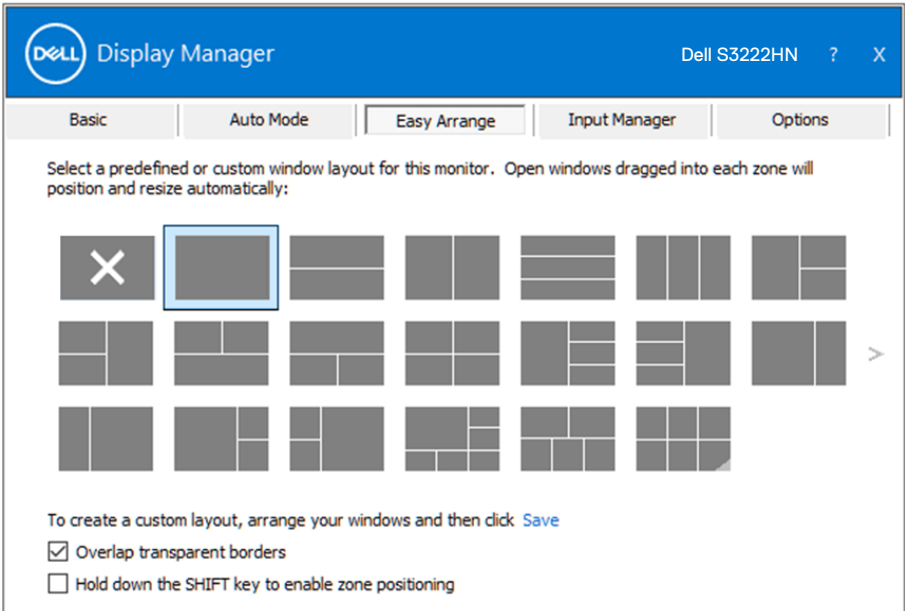 DELL Display Manager Dell S3222HN ? X
Basic Auto Mode Easy Arrange Input Manager Options
Select a predefined or custom window layout for this monitor. Open windows dragged into each zone will
position and resize automatically:
>
To create a custom layout, arrange your windows and then click Save
Overlap transparent borders
Hold down the SHIFT key to enable zone positioning